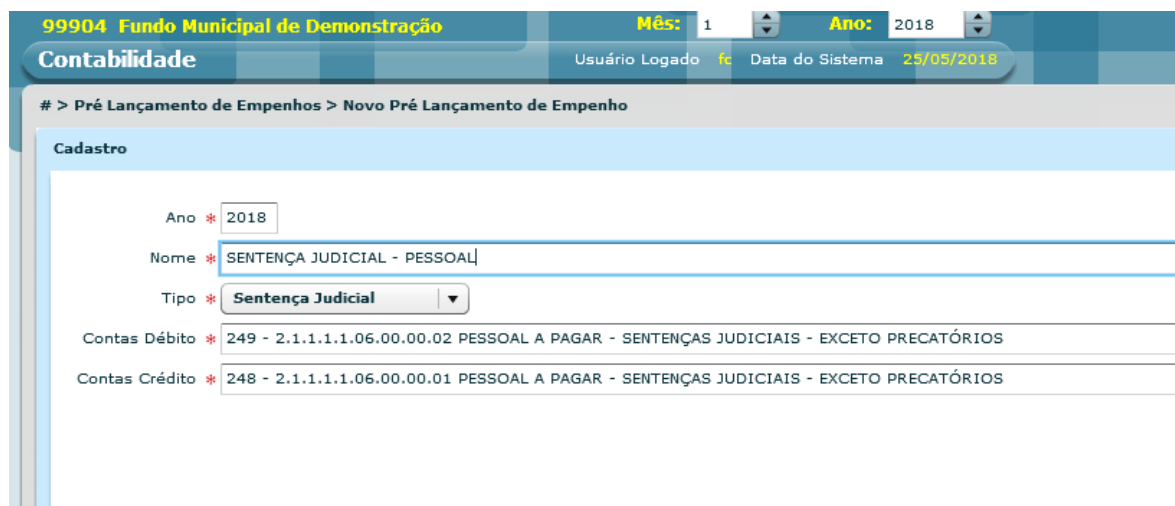 99904 Fundo Municipal de Demonstração Mês: 1 Ano: 2018
Contabilidade Usuário Logado fc Data do Sistema 25/05/2018
# > Pré Lançamento de Empenhos > Novo Pré Lançamento de Empenho
Cadastro
Ano * 2018
Nome * SENTENÇA JUDICIAL - PESSOAL
Tipo * Sentença Judicial
Contas Débito * 249 - 2.1.1.1.1.06.00.00.02 PESSOAL A PAGAR - SENTENÇAS JUDICIAIS - EXCETO PRECATÓRIOS
Contas Crédito * 248 - 2.1.1.1.1.06.00.00.01 PESSOAL A PAGAR - SENTENÇAS JUDICIAIS - EXCETO PRECATÓRIOS